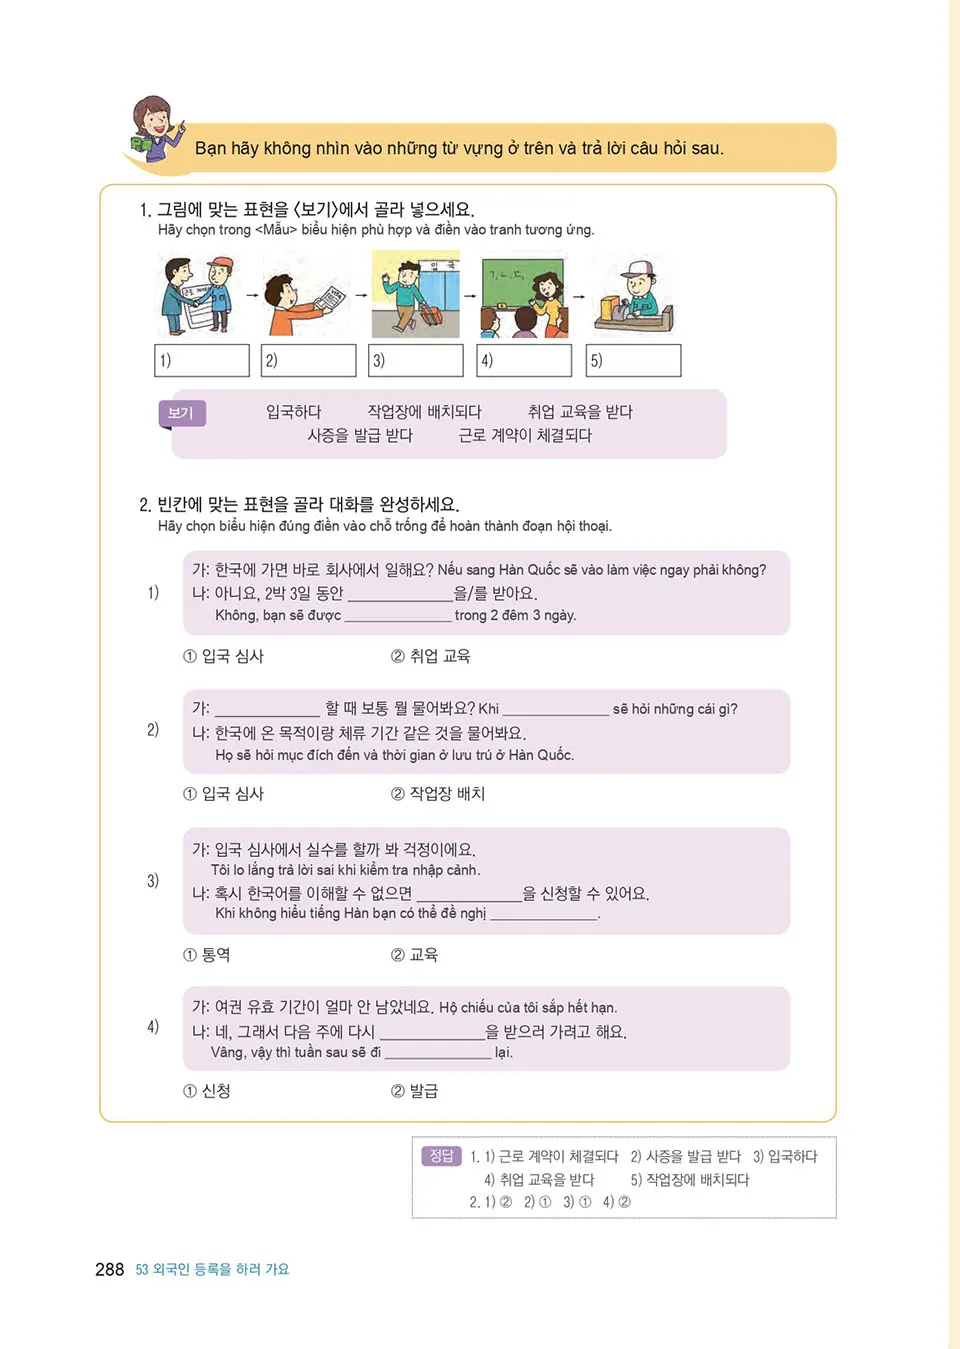 Bạn hãy không nhìn vào những từ vựng ở trên và trả lời câu hỏi sau.
1. 그림에 맞는 표현을 〈보기〉에서 골라 넣으세요.
Hãy chọn trong <Mẫu> biểu hiện phù hợp và điền vào tranh tương ứng.
1) 2) 3) 4) 5)
보기 입국하다 작업장에 배치되다 취업 교육을 받다
사증을 발급 받다 근로 계약이 체결되다
2. 빈칸에 맞는 표현을 골라 대화를 완성하세요.
Hãy chọn biểu hiện đúng điền vào chỗ trống để hoàn thành đoạn hội thoại.
1)
가: 한국에 가면 바로 회사에서 일해요? Nếu sang Hàn Quốc sẽ vào làm việc ngay phải không?
나: 아니요, 2박 3일 동안 ______________을/를 받아요.
Không, bạn sẽ được ______________ trong 2 đêm 3 ngày.
① 입국 심사 ② 취업 교육
2)
가: ______________ 할 때 보통 뭘 물어봐요? Khi ______________ sẽ hỏi những cái gì?
나: 한국에 온 목적이랑 체류 기간 같은 것을 물어봐요.
Họ sẽ hỏi mục đích đến và thời gian ở lưu trú ở Hàn Quốc.
① 입국 심사 ② 작업장 배치
3)
가: 입국 심사에서 실수를 할까 봐 걱정이에요.
Tôi lo lắng trả lời sai khi kiểm tra nhập cảnh.
나: 혹시 한국어를 이해할 수 없으면 ______________을 신청할 수 있어요.
Khi không hiểu tiếng Hàn bạn có thể đề nghị ______________.
① 통역 ② 교육
4)
가: 여권 유효 기간이 얼마 안 남았네요. Hộ chiếu của tôi sắp hết hạn.
나: 네, 그래서 다음 주에 다시 ______________을 받으러 가려고 해요.
Vâng, vậy thì tuần sau sẽ đi ______________ lại.
① 신청 ② 발급
정답 1. 1) 근로 계약이 체결되다 2) 사증을 발급 받다 3) 입국하다
4) 취업 교육을 받다 5) 작업장에 배치되다
2. 1) ② 2) ① 3) ① 4) ②
288 53 외국인 등록을 하러 가요